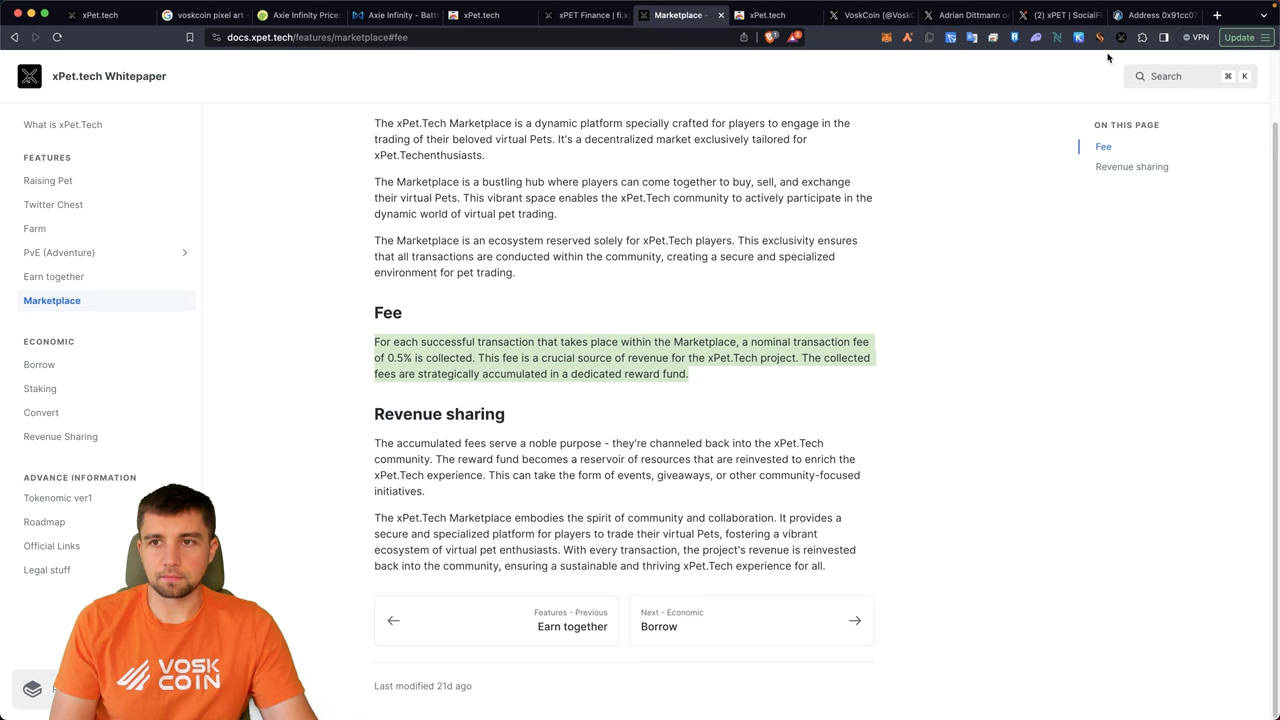 xPet.tech
voskcoin pixel art
Axie Infinity Price:
Axie Infinity - Batt
xPet.tech
xPET Finance | fi.x
Marketplace -
xPet.tech
VoskCoin (@VoskC
Adrian Dittmann o
(2) xPET | SocialFi
Address 0x91cc07
docs.xpet.tech/features/marketplace#fee
VPN
Update
xPet.tech Whitepaper
Search
⌘ K
What is xPet.Tech
FEATURES
Raising Pet
Twitter Chest
Farm
PvE (Adventure)
Earn together
Marketplace
ECONOMIC
Borrow
Staking
Convert
Revenue Sharing
ADVANCE INFORMATION
Tokenomic ver1
Roadmap
Official Links
Legal stuff
The xPet.Tech Marketplace is a dynamic platform specially crafted for players to engage in the
trading of their beloved virtual Pets. It's a decentralized market exclusively tailored for
xPet.Techenthusiasts.
The Marketplace is a bustling hub where players can come together to buy, sell, and exchange
their virtual Pets. This vibrant space enables the xPet.Tech community to actively participate in the
dynamic world of virtual pet trading.
The Marketplace is an ecosystem reserved solely for xPet.Tech players. This exclusivity ensures
that all transactions are conducted within the community, creating a secure and specialized
environment for pet trading.
Fee
For each successful transaction that takes place within the Marketplace, a nominal transaction fee
of 0.5% is collected. This fee is a crucial source of revenue for the xPet.Tech project. The collected
fees are strategically accumulated in a dedicated reward fund.
Revenue sharing
The accumulated fees serve a noble purpose - they're channeled back into the xPet.Tech
community. The reward fund becomes a reservoir of resources that are reinvested to enrich the
xPet.Tech experience. This can take the form of events, giveaways, or other community-focused
initiatives.
The xPet.Tech Marketplace embodies the spirit of community and collaboration. It provides a
secure and specialized platform for players to trade their virtual Pets, fostering a vibrant
ecosystem of virtual pet enthusiasts. With every transaction, the project's revenue is reinvested
back into the community, ensuring a sustainable and thriving xPet.Tech experience for all.
Features - Previous
Earn together
Next - Economic
Borrow
Last modified 21d ago
ON THIS PAGE
Fee
Revenue sharing
VOSK
COIN